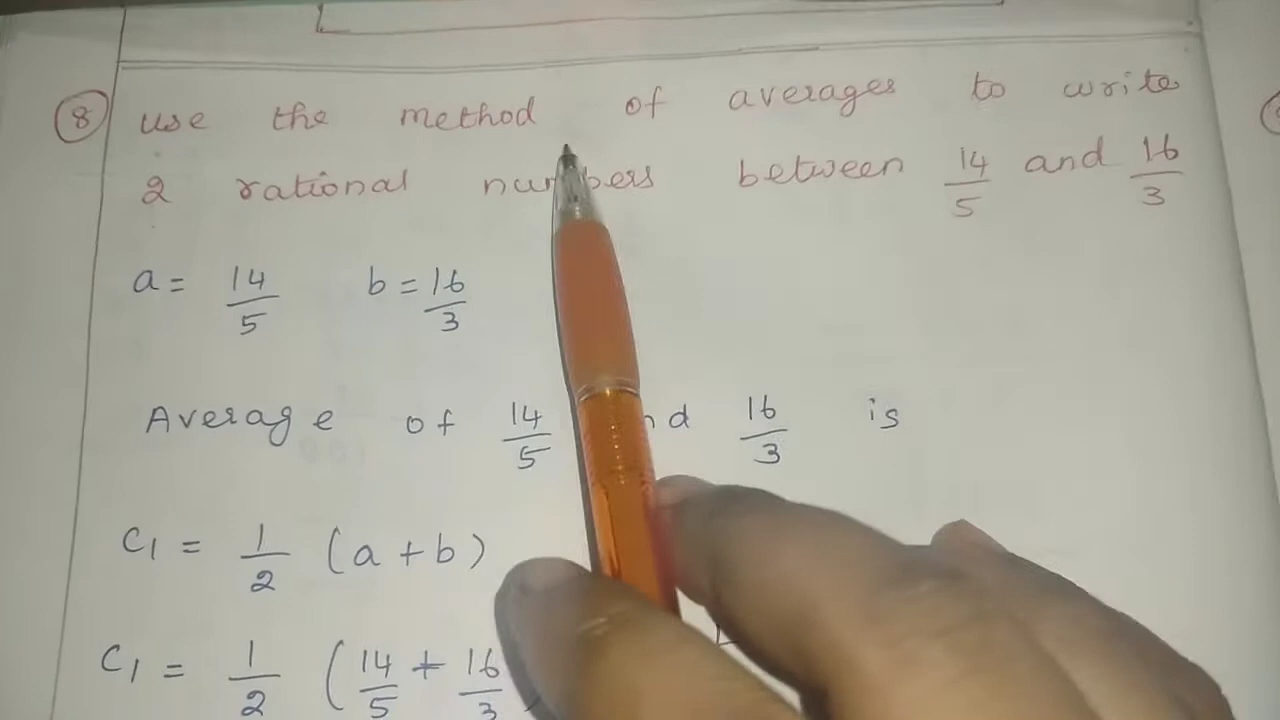 8 use the method of averages to write
2 rational numbers between 14/5 and 16/3
a = 14/5 b = 16/3
Average of 14/5 is 16/3
C1 = 1/2 (a + b)
C1 = 1/2 (14/5 + 16/3